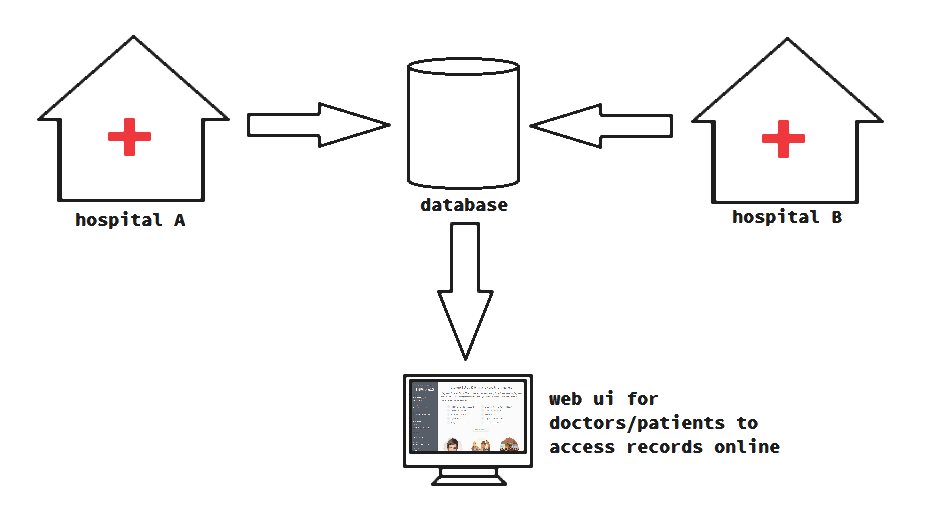 database
hospital A
hospital B
web ui for
doctors/patients to
access records online